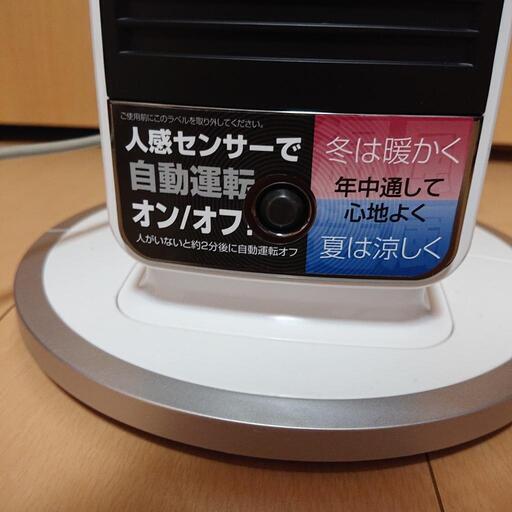 ご使用前にこのラベルを取り外してください。
人感センサーで
自動運転
オン/オフ!
人がいないと約2分後に自動運転オフ
冬は暖かく
年中通して
心地よく
夏は涼しく